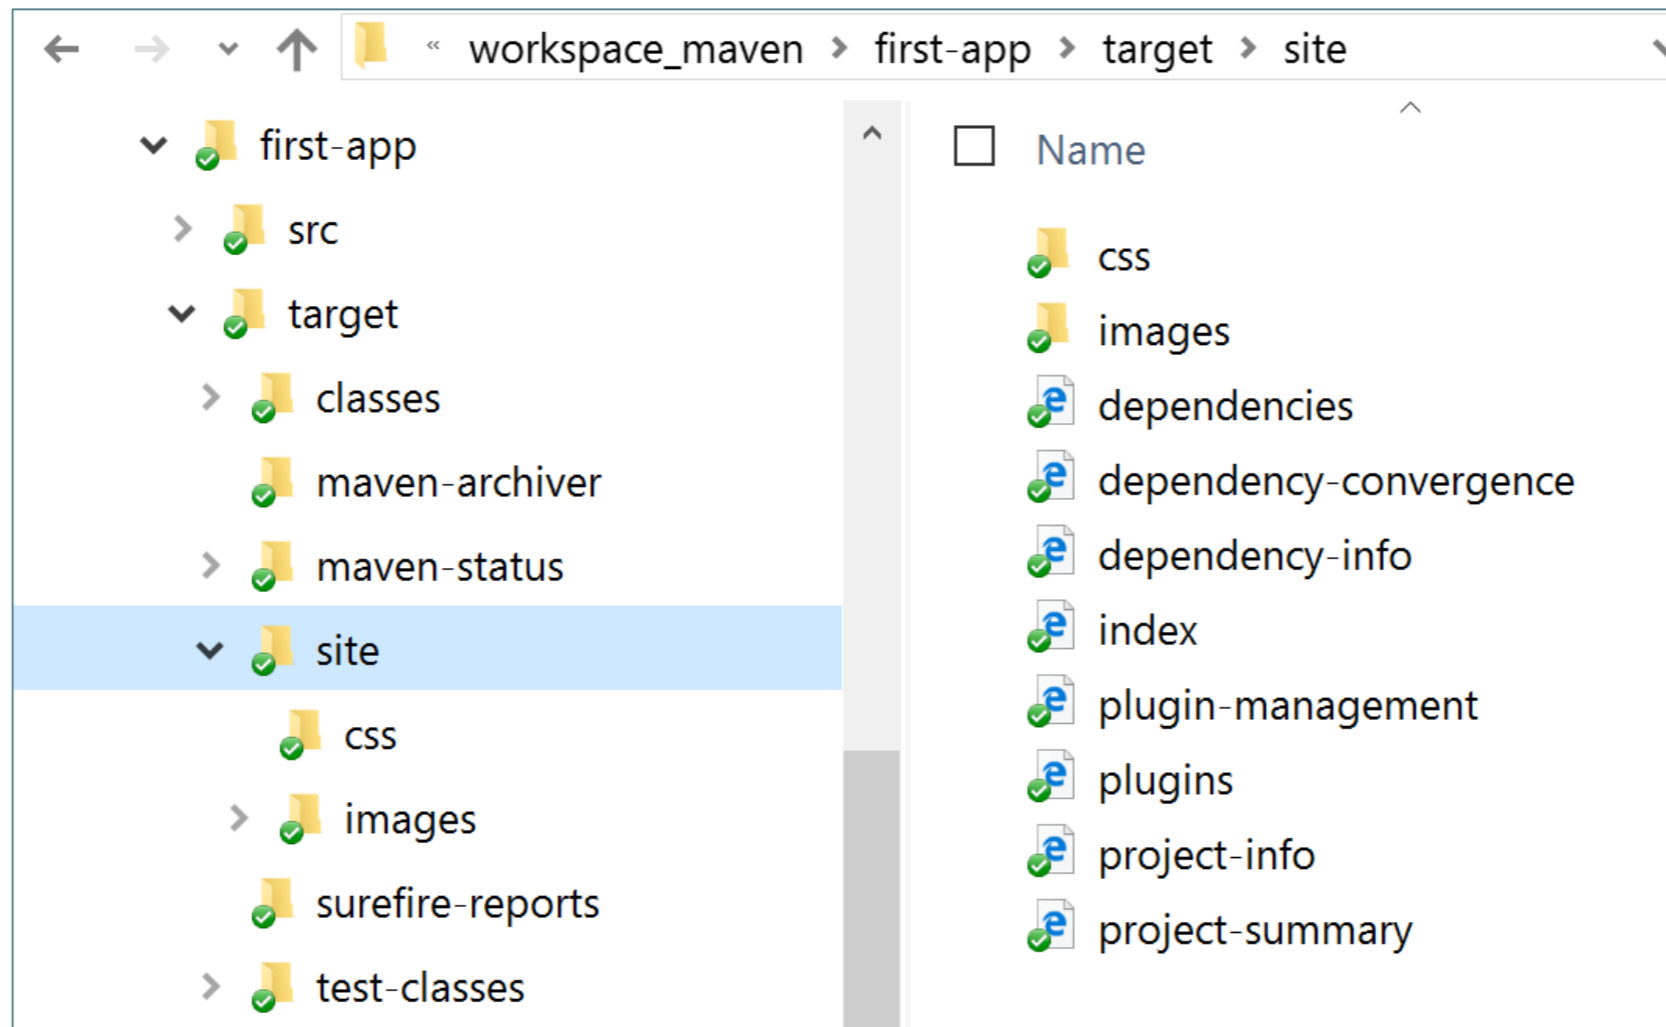 « workspace_maven > first-app > target > site
first-app
src
target
classes
maven-archiver
maven-status
site
css
images
surefire-reports
test-classes
Name
css
images
dependencies
dependency-convergence
dependency-info
index
plugin-management
plugins
project-info
project-summary